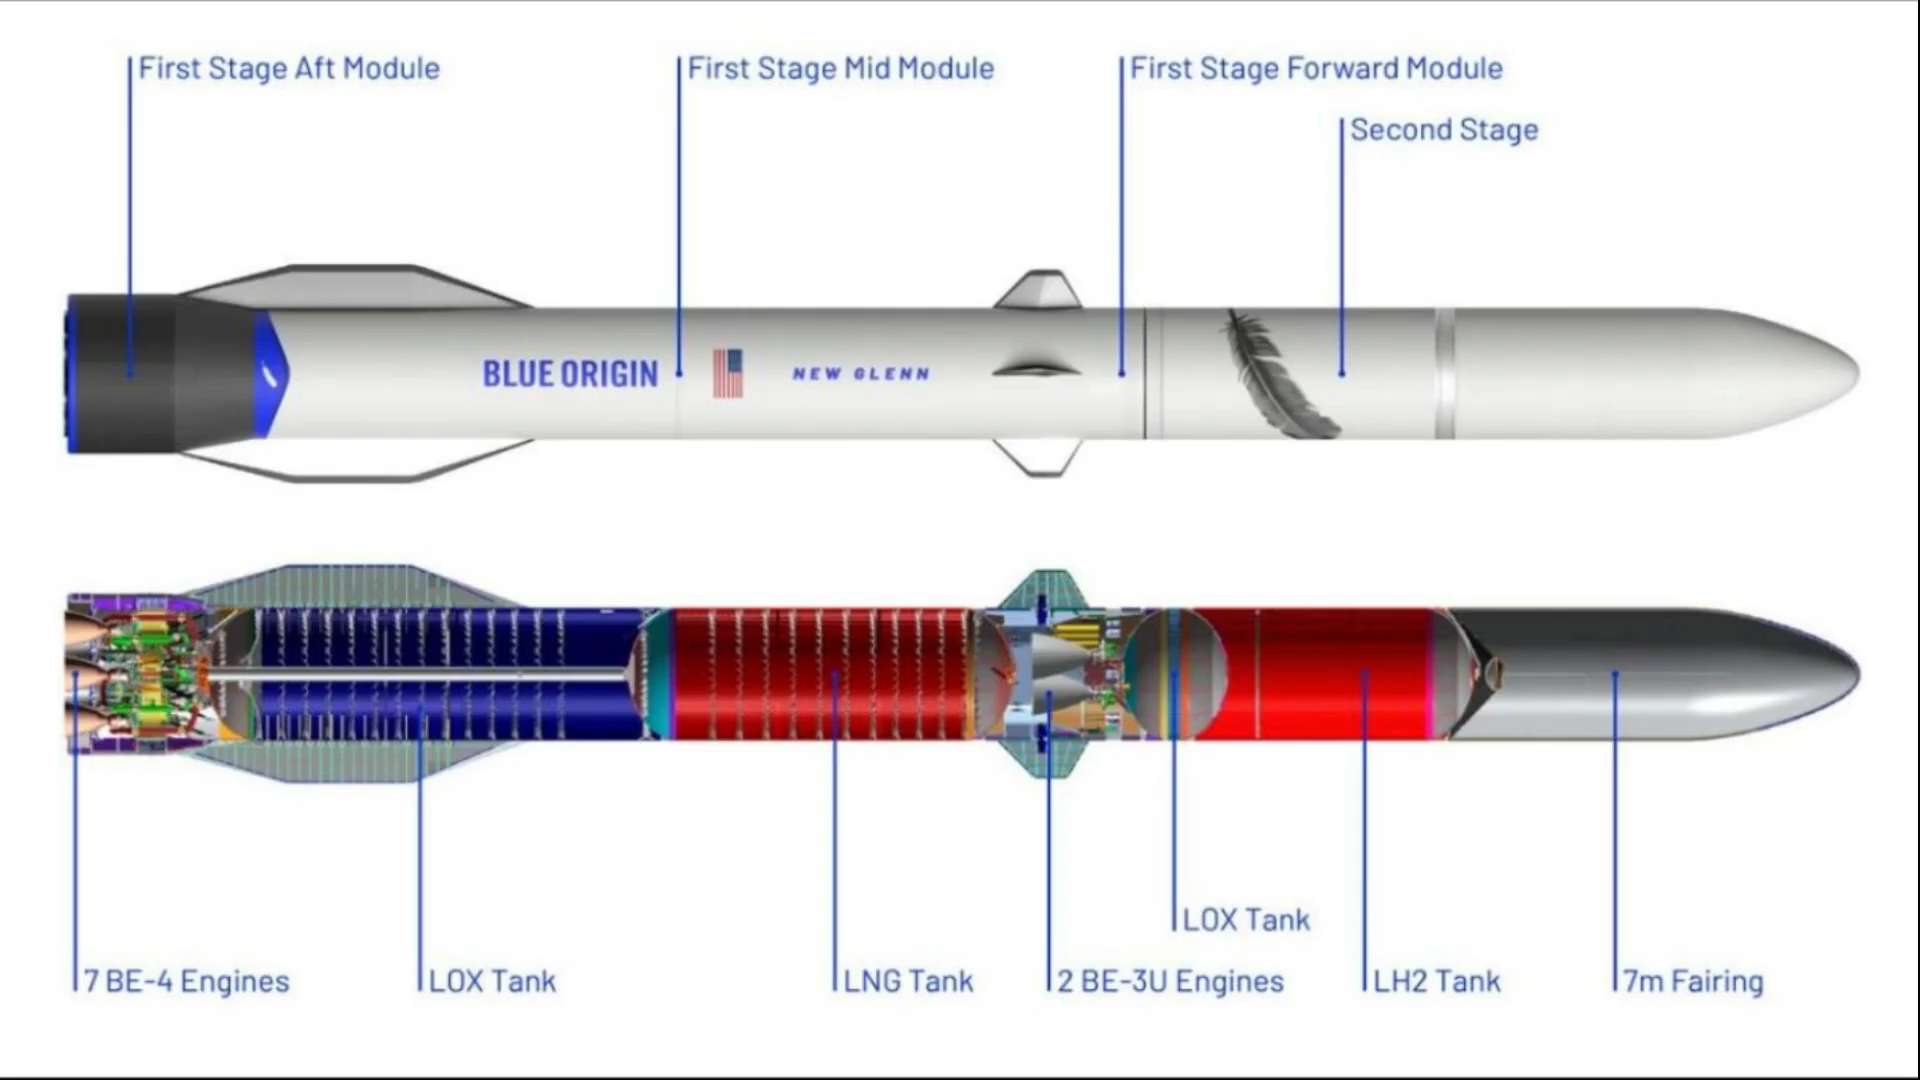 First Stage Aft Module
First Stage Mid Module
First Stage Forward Module
Second Stage
BLUE ORIGIN
NEW GLENN
LOX Tank
7 BE-4 Engines
LOX Tank
LNG Tank
2 BE-3U Engines
LH2 Tank
7m Fairing